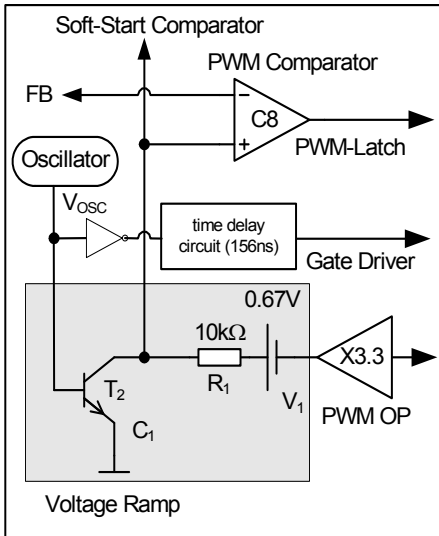 Soft-Start Comparator
PWM Comparator
FB
C8
Oscillator
PWM-Latch
VOSC
time delay
circuit (156ns)
Gate Driver
0.67V
10kΩ
X3.3
T2
R1
V1
C1
PWM OP
Voltage Ramp